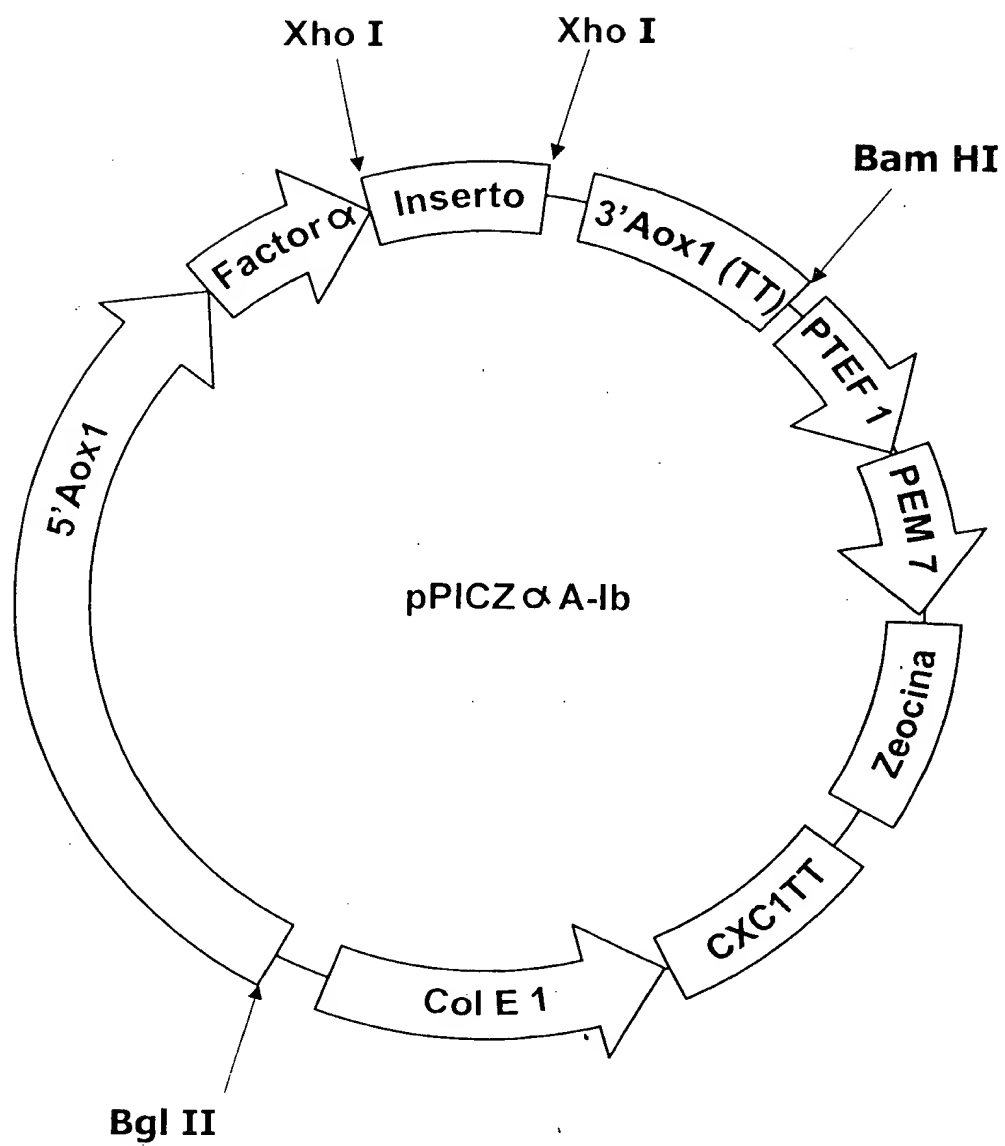 Xho I
Xho I
Bam HI
Factor α
Inserto
3'Aox1 (TT)
PTEF 1
PEM 7
5'Aox1
pPICZ α A-Ib
Zeocina
CXC1TT
Col E 1
Bgl II